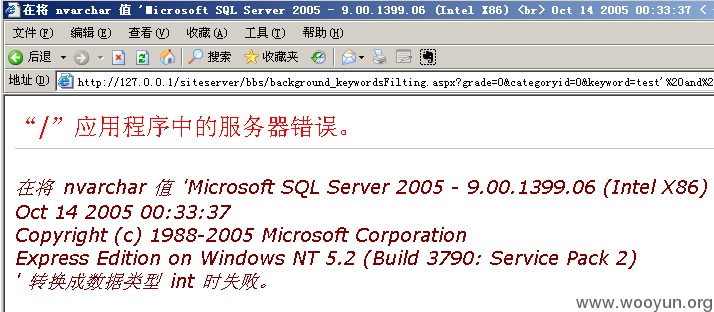 在将 nvarchar 值 'Microsoft SQL Server 2005 - 9.00.1399.06 (Intel X86) <br> Oct 14 2005 00:33:37 <
文件(F) 编辑(E) 查看(V) 收藏(A) 工具(T) 帮助(H)
后退 搜索 收藏夹
地址(D) http://127.0.0.1/siteserver/bbs/background_keywordsFilting.aspx?grade=0&categoryid=0&keyword=test'%20and%2
“/”应用程序中的服务器错误。
在将 nvarchar 值 'Microsoft SQL Server 2005 - 9.00.1399.06 (Intel X86)
Oct 14 2005 00:33:37
Copyright (c) 1988-2005 Microsoft Corporation
Express Edition on Windows NT 5.2 (Build 3790: Service Pack 2)
' 转换成数据类型 int 时失败。
www.wooyun.org